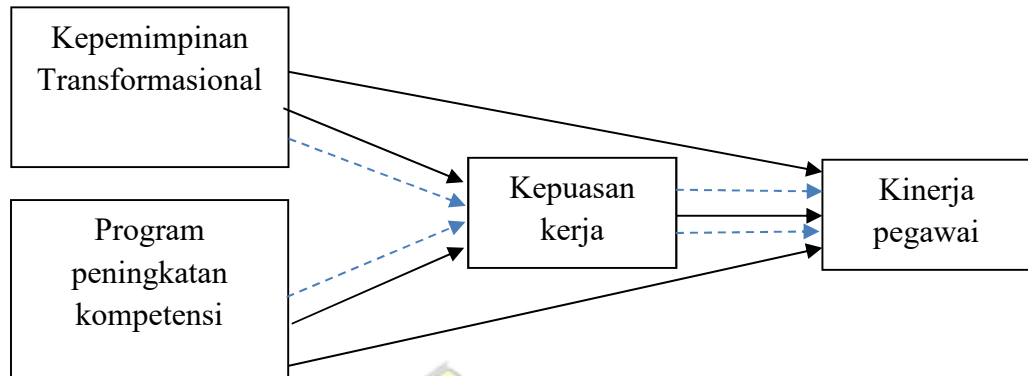 Kepemimpinan
Transformasional
Program
peningkatan
kompetensi
Kepuasan
kerja
Kinerja
pegawai